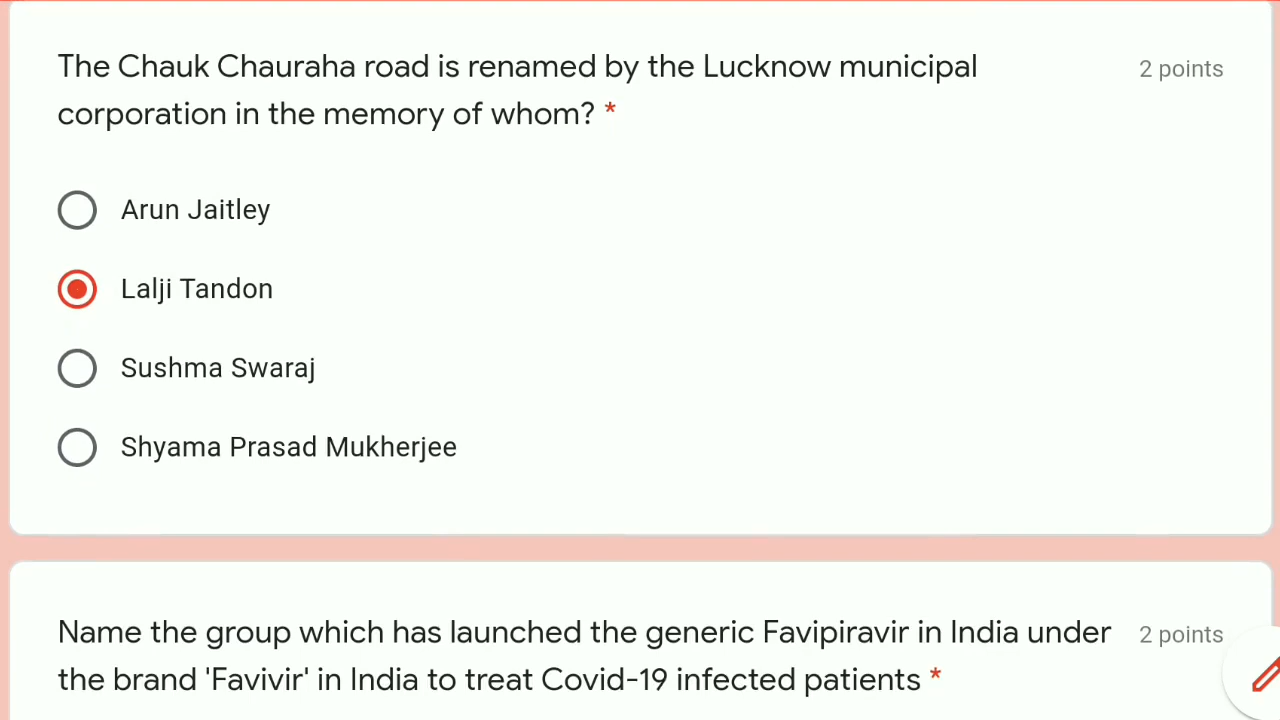 The Chauk Chauraha road is renamed by the Lucknow municipal
2 points
corporation in the memory of whom? *
Arun Jaitley
Lalji Tandon
Sushma Swaraj
Shyama Prasad Mukherjee
Name the group which has launched the generic Favipiravir in India under
2 points
the brand 'Favivir' in India to treat Covid-19 infected patients *